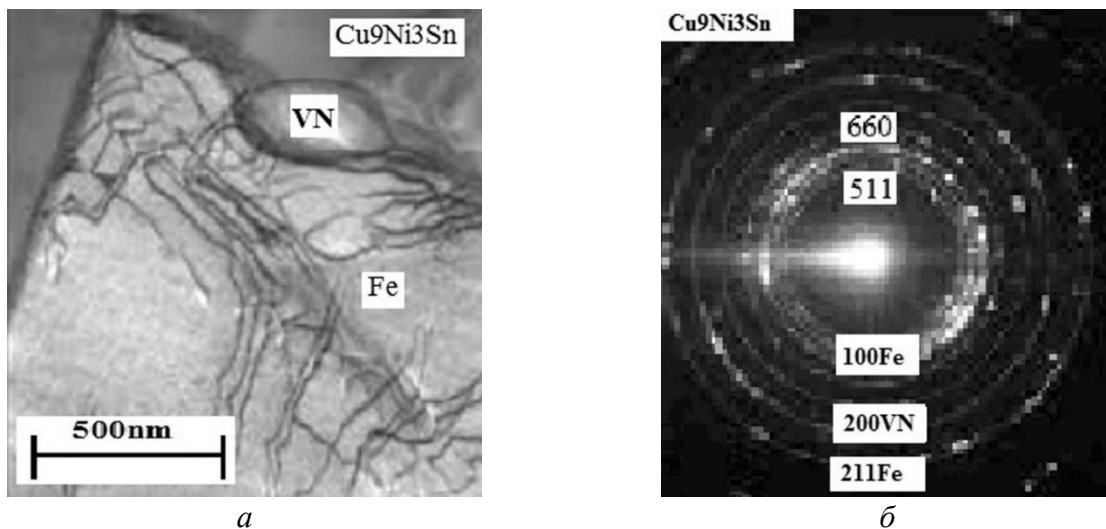 Cu9Ni3Sn
VN
Fe
500nm
а
Cu9Ni3Sn
660
511
100Fe
200VN
211Fe
б